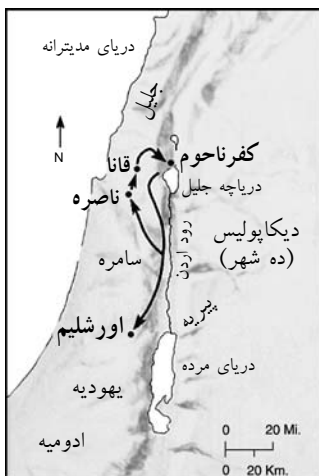 دریای مدیترانه
جلیل
N
کفرناحوم
قانا
دریاچه جلیل
ناصره
دیکاپولیس
(ده شهر)
رود اردن
سامره
پیریه
اورشلیم
دریای مرده
یهودیه
ادومیه
0 20 Mi.
0 20 Km.